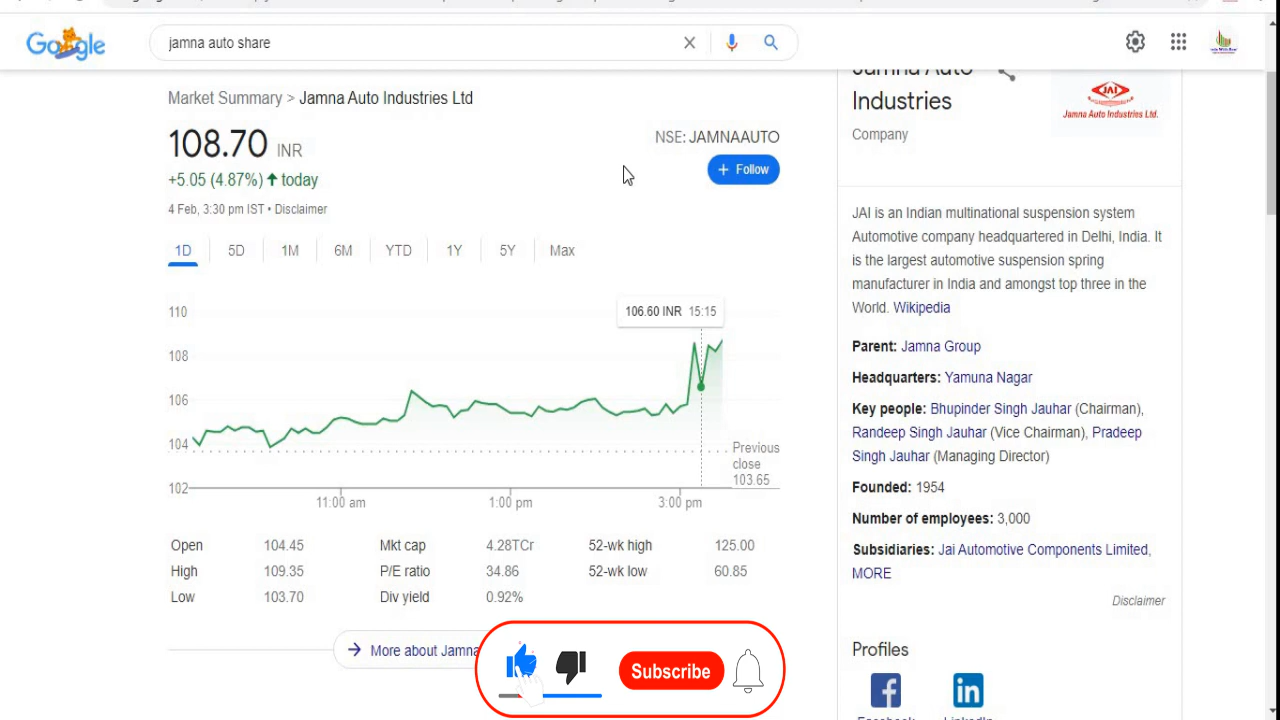 Google
jamna auto share
Market Summary > Jamna Auto Industries Ltd
108.70 INR
+5.05 (4.87%) today
4 Feb, 3:30 pm IST • Disclaimer
NSE: JAMNAAUTO
+ Follow
1D 5D 1M 6M YTD 1Y 5Y Max
110
108
106
104
102
106.60 INR 15:15
Previous
close
103.65
11:00 am 1:00 pm 3:00 pm
Open 104.45 Mkt cap 4.28TCr 52-wk high 125.00
High 109.35 P/E ratio 34.86 52-wk low 60.85
Low 103.70 Div yield 0.92%
More about Jamna
Subscribe
Jamna Auto
Industries
Company
JAI
Jamna Auto Industries Ltd.
JAI is an Indian multinational suspension system
Automotive company headquartered in Delhi, India. It
is the largest automotive suspension spring
manufacturer in India and amongst top three in the
World. Wikipedia
Parent: Jamna Group
Headquarters: Yamuna Nagar
Key people: Bhupinder Singh Jauhar (Chairman),
Randeep Singh Jauhar (Vice Chairman), Pradeep
Singh Jauhar (Managing Director)
Founded: 1954
Number of employees: 3,000
Subsidiaries: Jai Automotive Components Limited,
MORE
Disclaimer
Profiles
in
Facebook LinkedIn